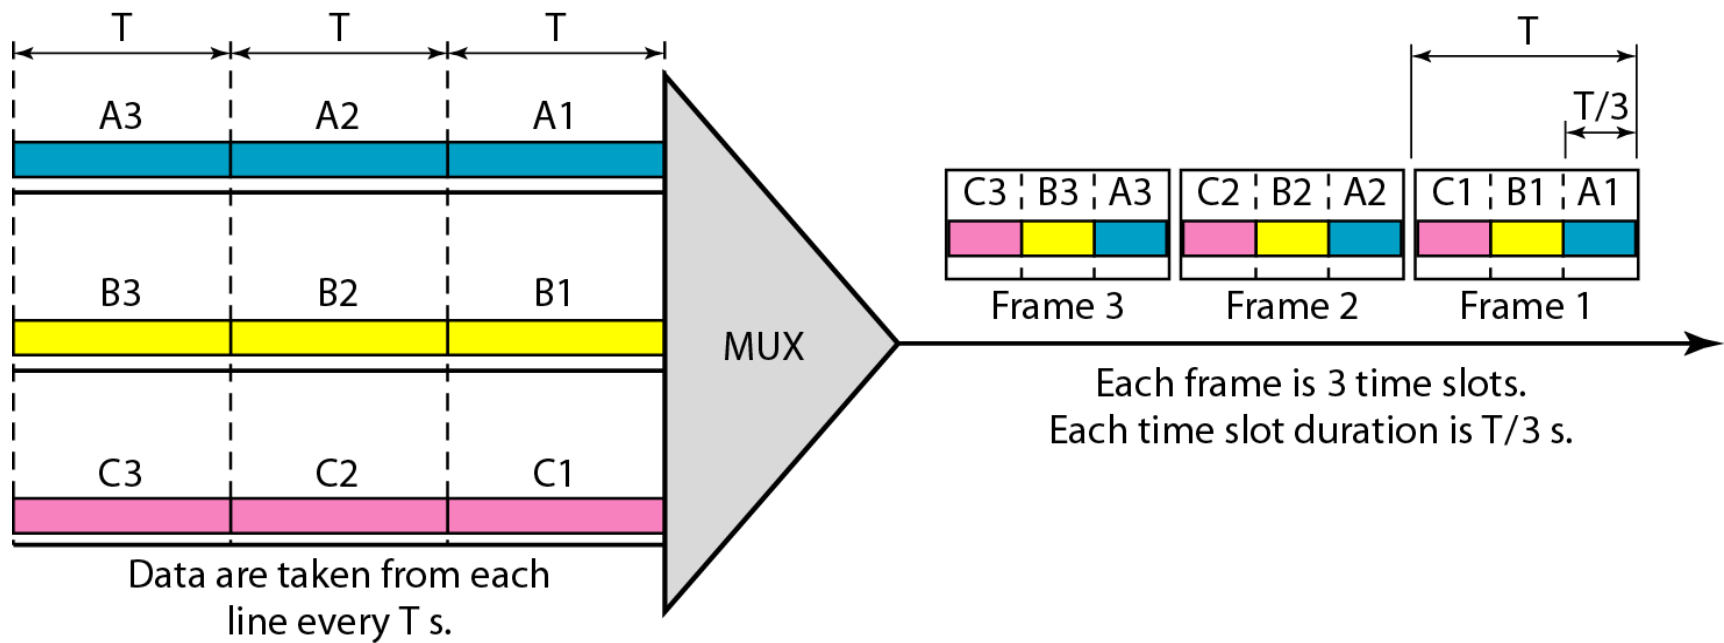 T T T T
T/3
A3 A2 A1
C3 B3 A3 C2 B2 A2 C1 B1 A1
B3 B2 B1
Frame 3 Frame 2 Frame 1
MUX
Each frame is 3 time slots.
Each time slot duration is T/3 s.
C3 C2 C1
Data are taken from each
line every T s.